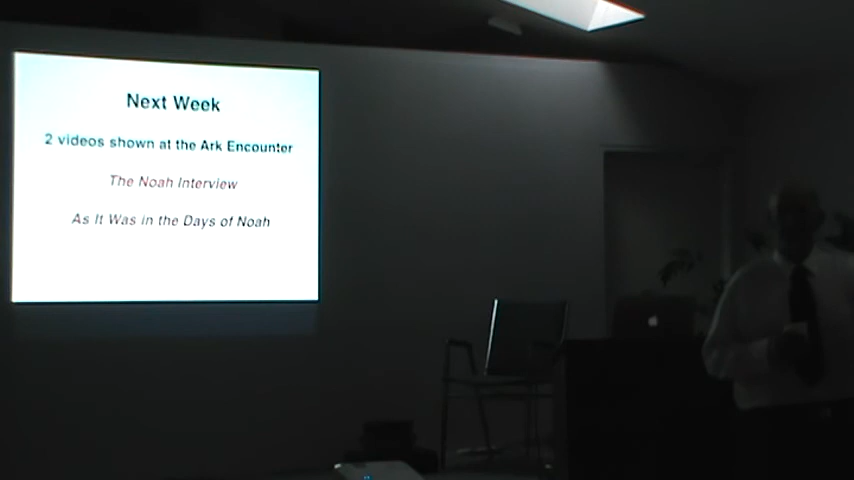 Next Week
2 videos shown at the Ark Encounter
The Noah Interview
As It Was in the Days of Noah